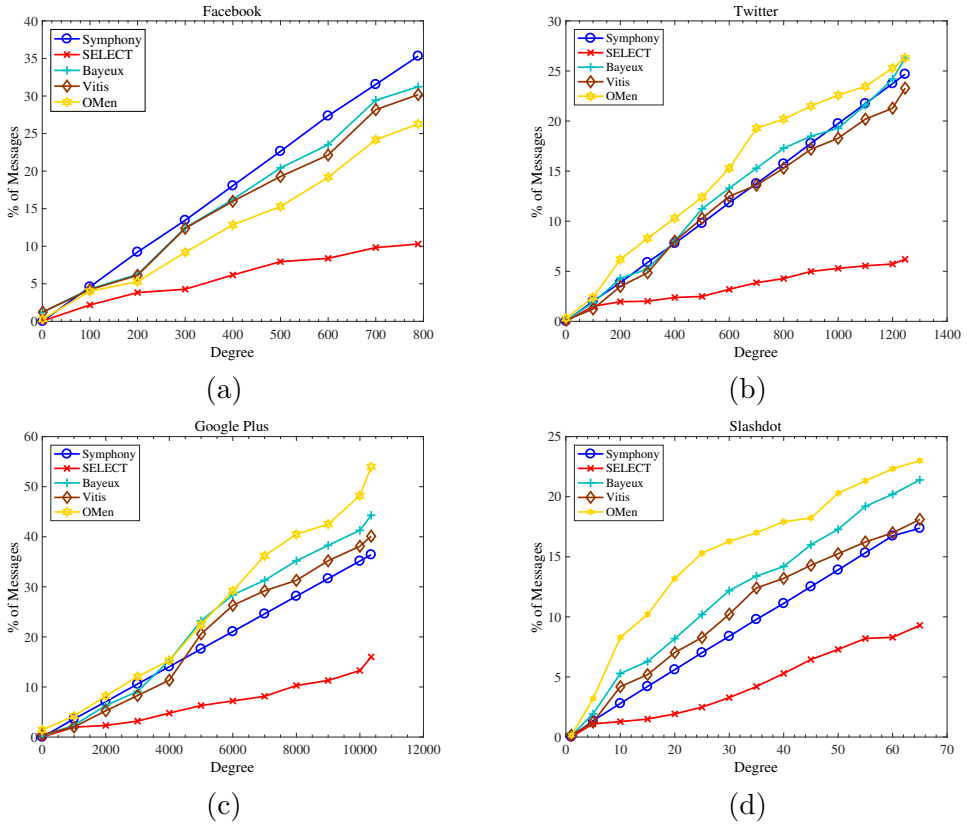 Facebook
40
35
30
25
20
15
10
5
0
% of Messages
Symphony
SELECT
Bayeux
Vitis
OMen
0 100 200 300 400 500 600 700 800
Degree
(a)
Twitter
30
25
20
15
10
5
0
% of Messages
Symphony
SELECT
Bayeux
Vitis
OMen
0 200 400 600 800 1000 1200 1400
Degree
(b)
Google Plus
60
50
40
30
20
10
0
% of Messages
Symphony
SELECT
Bayeux
Vitis
OMen
0 2000 4000 6000 8000 10000 12000
Degree
(c)
Slashdot
25
20
15
10
5
0
% of Messages
Symphony
SELECT
Bayeux
Vitis
OMen
0 10 20 30 40 50 60 70
Degree
(d)